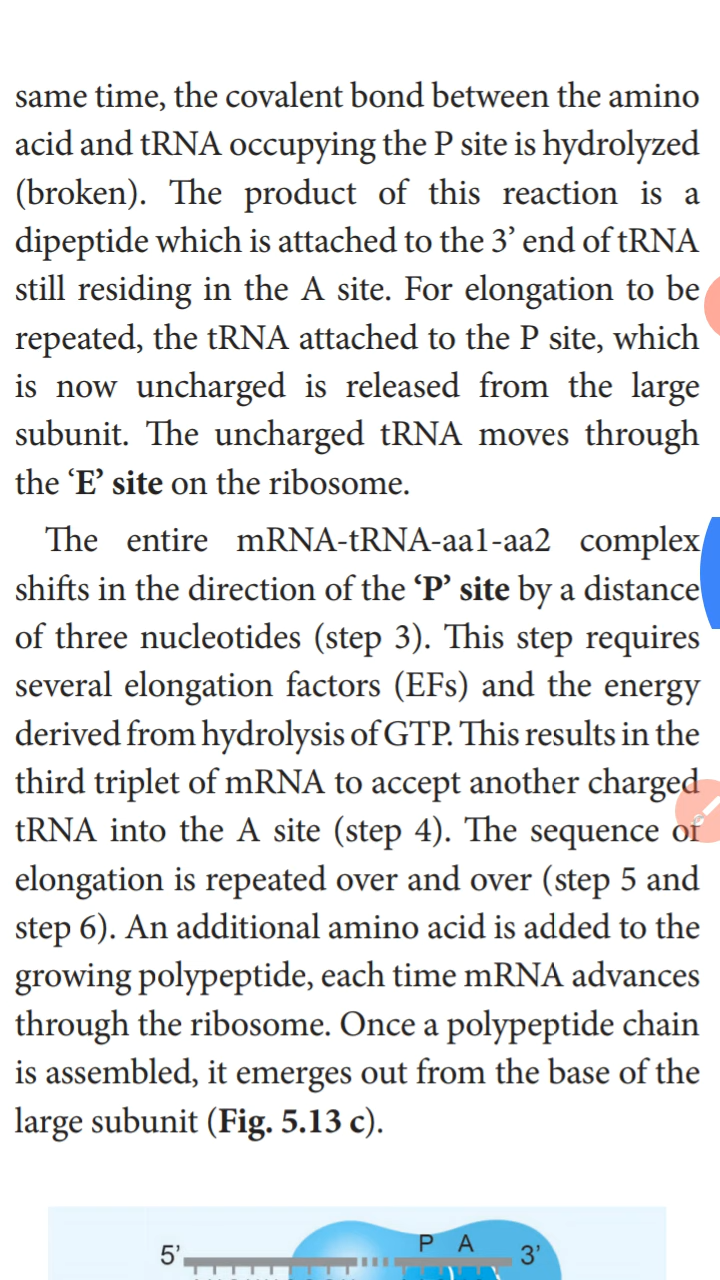 same time, the covalent bond between the amino
acid and tRNA occupying the P site is hydrolyzed
(broken). The product of this reaction is a
dipeptide which is attached to the 3’ end of tRNA
still residing in the A site. For elongation to be
repeated, the tRNA attached to the P site, which
is now uncharged is released from the large
subunit. The uncharged tRNA moves through
the ‘E’ site on the ribosome.
The entire mRNA-tRNA-aa1-aa2 complex
shifts in the direction of the ‘P’ site by a distance
of three nucleotides (step 3). This step requires
several elongation factors (EFs) and the energy
derived from hydrolysis of GTP. This results in the
third triplet of mRNA to accept another charged
tRNA into the A site (step 4). The sequence of
elongation is repeated over and over (step 5 and
step 6). An additional amino acid is added to the
growing polypeptide, each time mRNA advances
through the ribosome. Once a polypeptide chain
is assembled, it emerges out from the base of the
large subunit (Fig. 5.13 c).
P A
5’ 3’